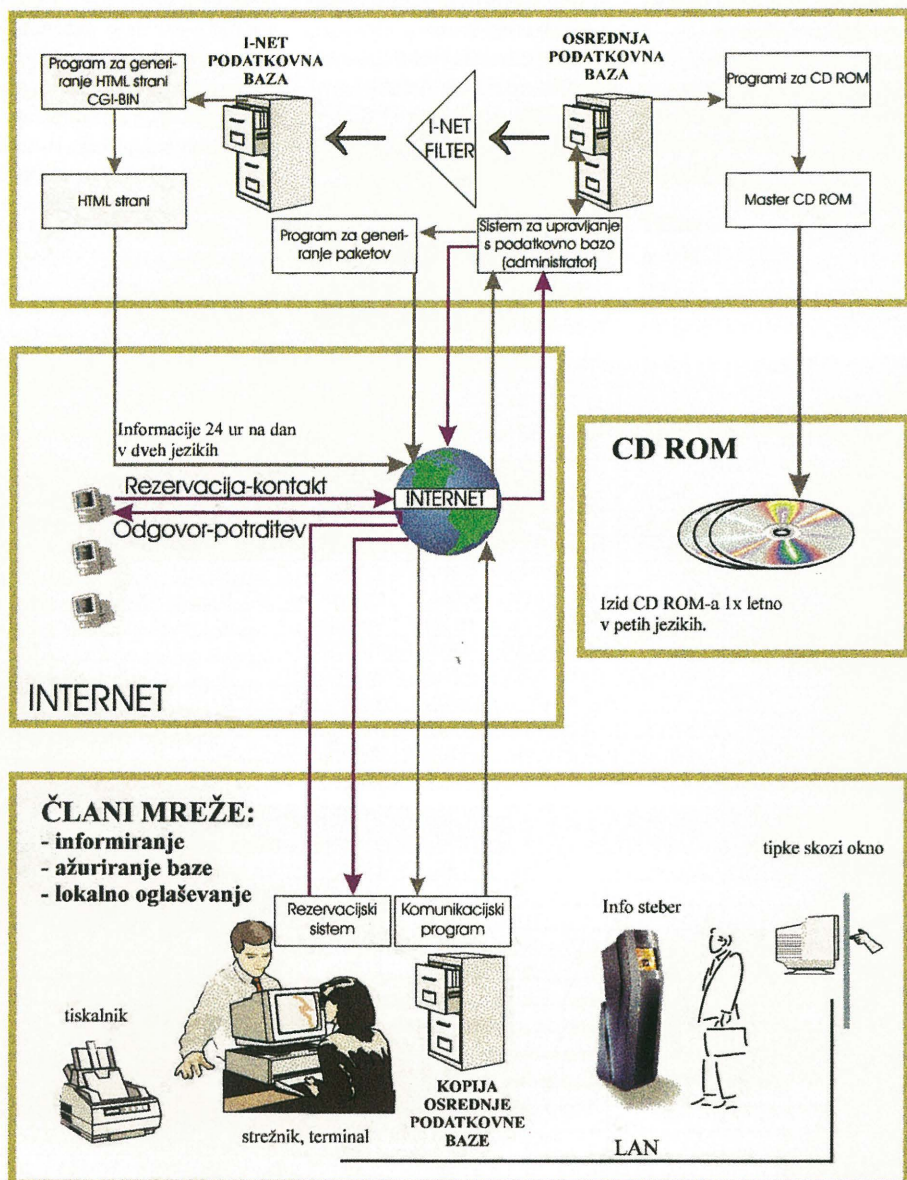 Program za generi-
ranje HTML strani
CGI-BIN
I-NET
PODATKOVNA
BAZA
OSREDNJA
PODATKOVNA
BAZA
Programi za CD ROM
I-NET
FILTER
HTML strani
Program za generi-
ranje paketov
Sistem za upravljanje
s podatkovno bazo
(administrator)
Master CD ROM
Informacije 24 ur na dan
v dveh jezikih
Rezervacija-kontakt
INTERNET
Odgovor-potrditev
INTERNET
CD ROM
Izid CD ROM-a 1x letno
v petih jezikih.
ČLANI MREŽE:
- informiranje
- ažuriranje baze
- lokalno oglaševanje
Rezervacijski
sistem
Komunikacijski
program
Info steber
tipke skozi okno
tiskalnik
strežnik, terminal
KOPIJA
OSREDNJE
PODATKOVNE
BAZE
LAN